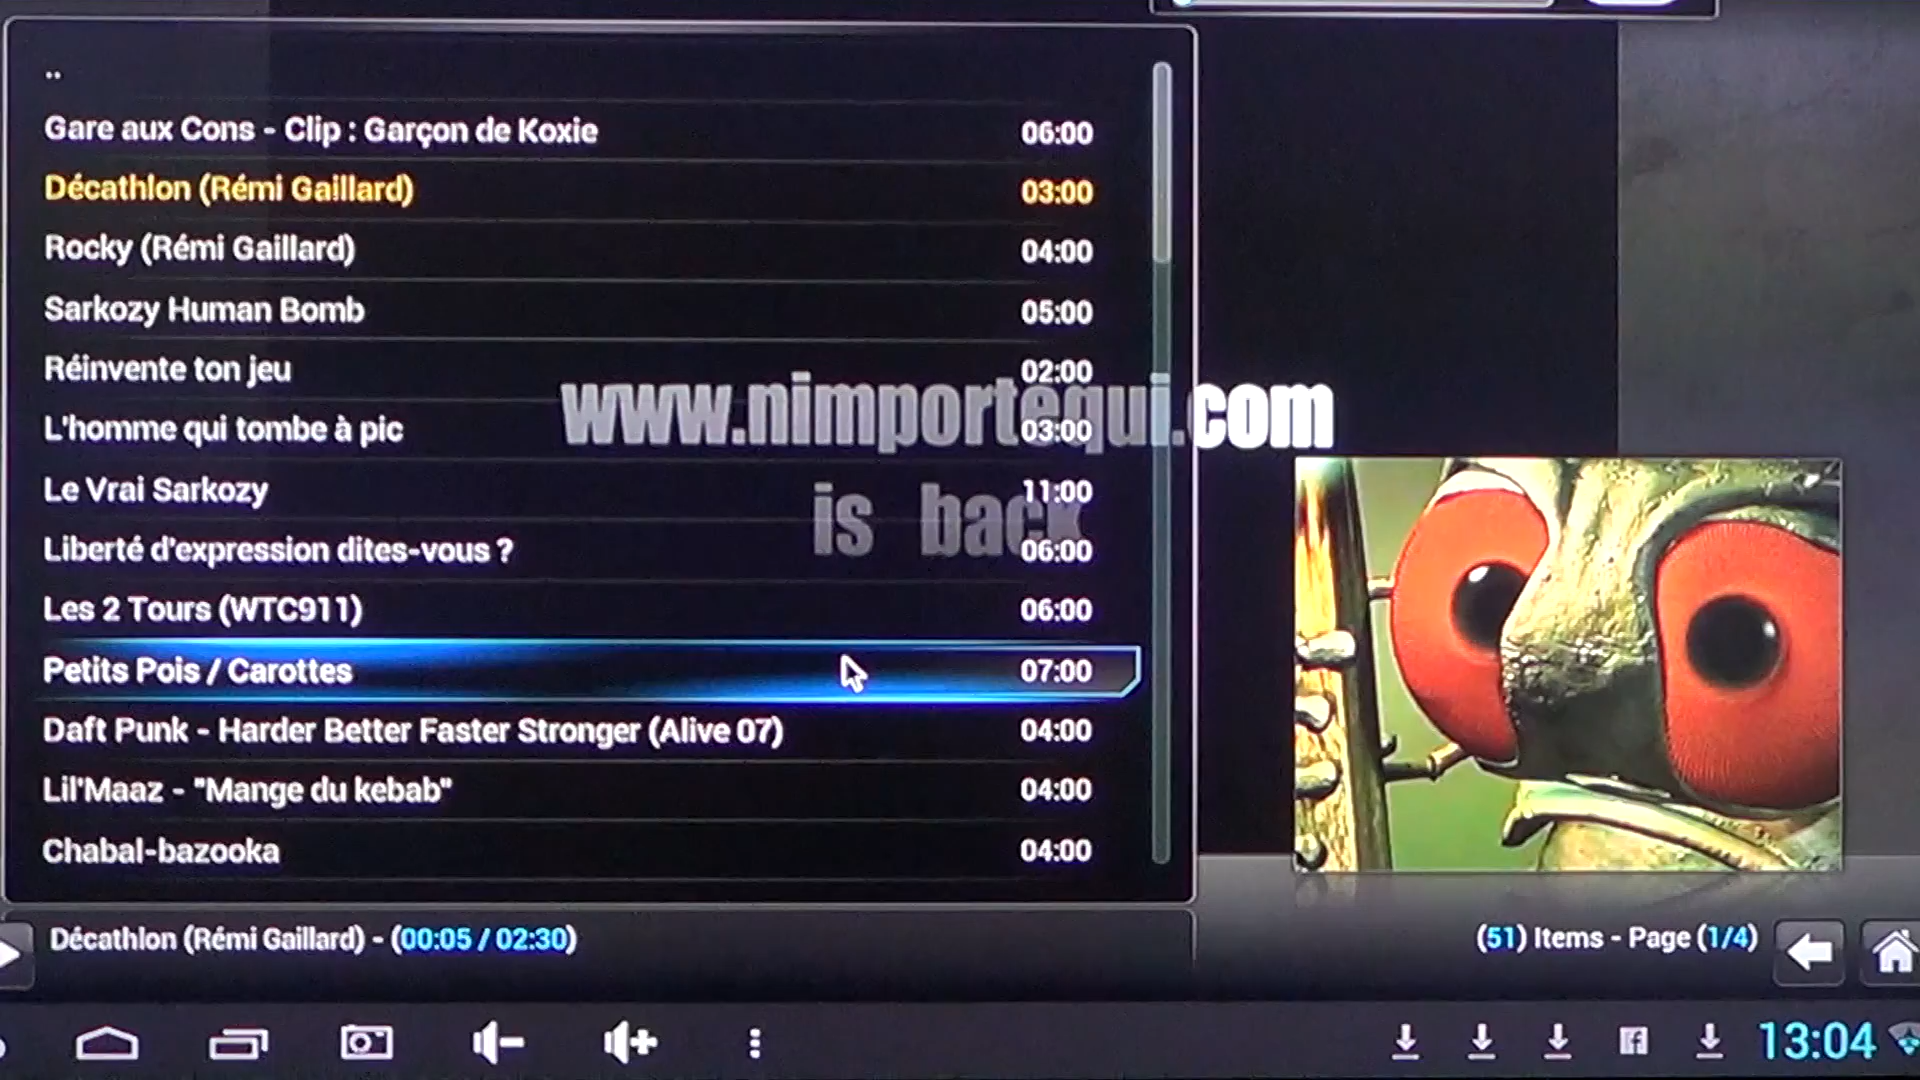 ..
Gare aux Cons - Clip : Garçon de Koxie 06:00
Décathlon (Rémi Gaillard) 03:00
Rocky (Rémi Gaillard) 04:00
Sarkozy Human Bomb 05:00
Réinvente ton jeu 02:00
www.nimportequi.com
L'homme qui tombe à pic 03:00
Le Vrai Sarkozy 11:00
is back
Liberté d'expression dites-vous ? 06:00
Les 2 Tours (WTC911) 06:00
Petits Pois / Carottes 07:00
Daft Punk - Harder Better Faster Stronger (Alive 07) 04:00
Lil'Maaz - "Mange du kebab" 04:00
Chabal-bazooka 04:00
Décathlon (Rémi Gaillard) - (00:05 / 02:30)
(51) Items - Page (1/4)
13:04